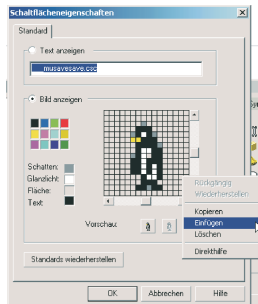 Schaltflächeneigenschaften
Standard
Text anzeigen
__musavesave.csc
Bild anzeigen
Schatten:
Glanzlicht:
Fläche:
Text:
Vorschau:
Rückgängig
Wiederherstellen
Kopieren
Einfügen
Löschen
Direkthilfe
Standards wiederherstellen
OK
Abbrechen
Hilfe